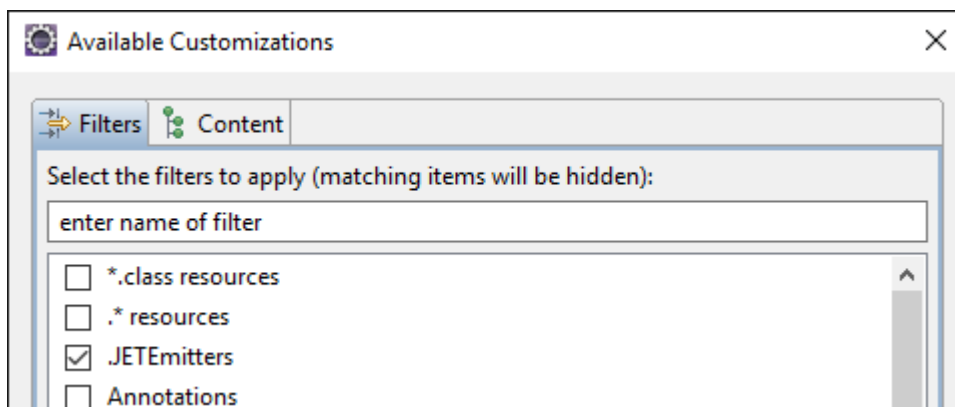 Available Customizations
Filters Content
Select the filters to apply (matching items will be hidden):
enter name of filter
*.class resources
.* resources
.JETEmitters
Annotations